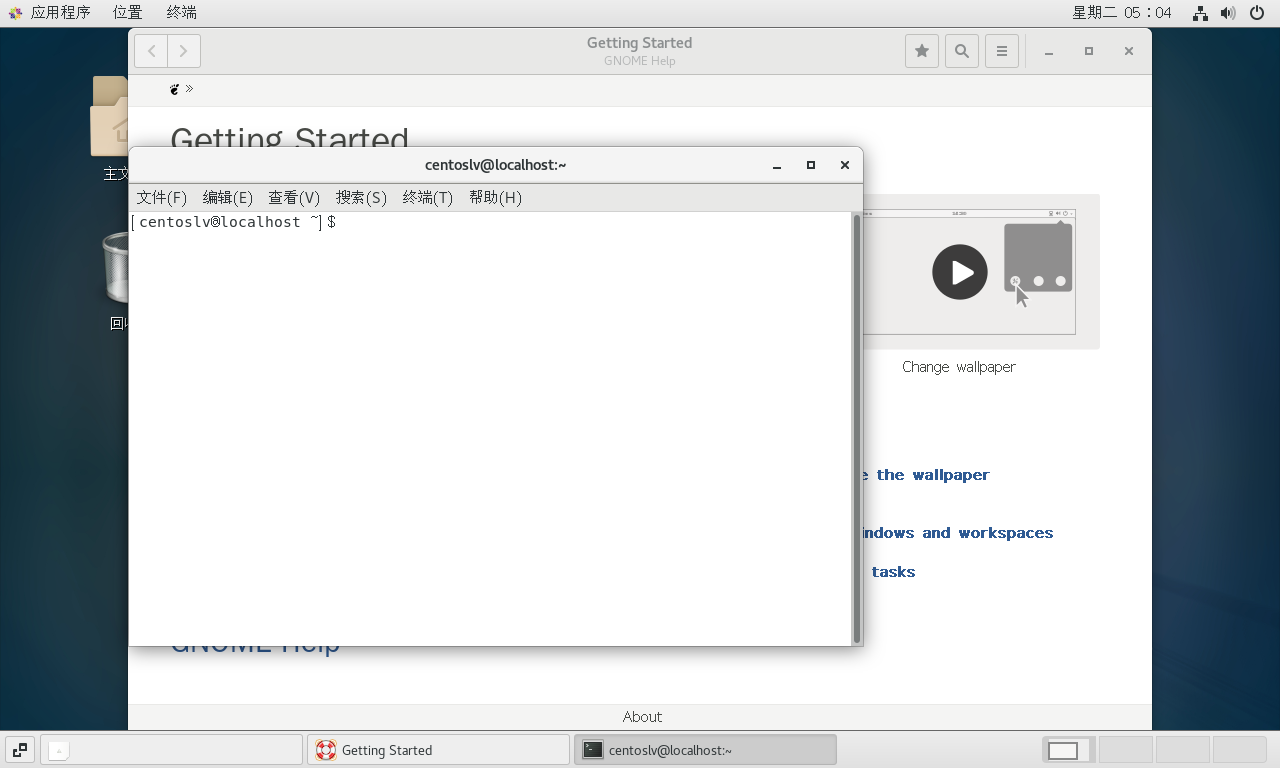 应用程序 位置 终端 星期二 05：04
Getting Started
GNOME Help
Getting Started
centoslv@localhost:~
文件(F) 编辑(E) 查看(V) 搜索(S) 终端(T) 帮助(H)
[centoslv@localhost ~]$
主文
回收
Change wallpaper
e the wallpaper
indows and workspaces
tasks
GNOME Help
About
Getting Started
centoslv@localhost:~